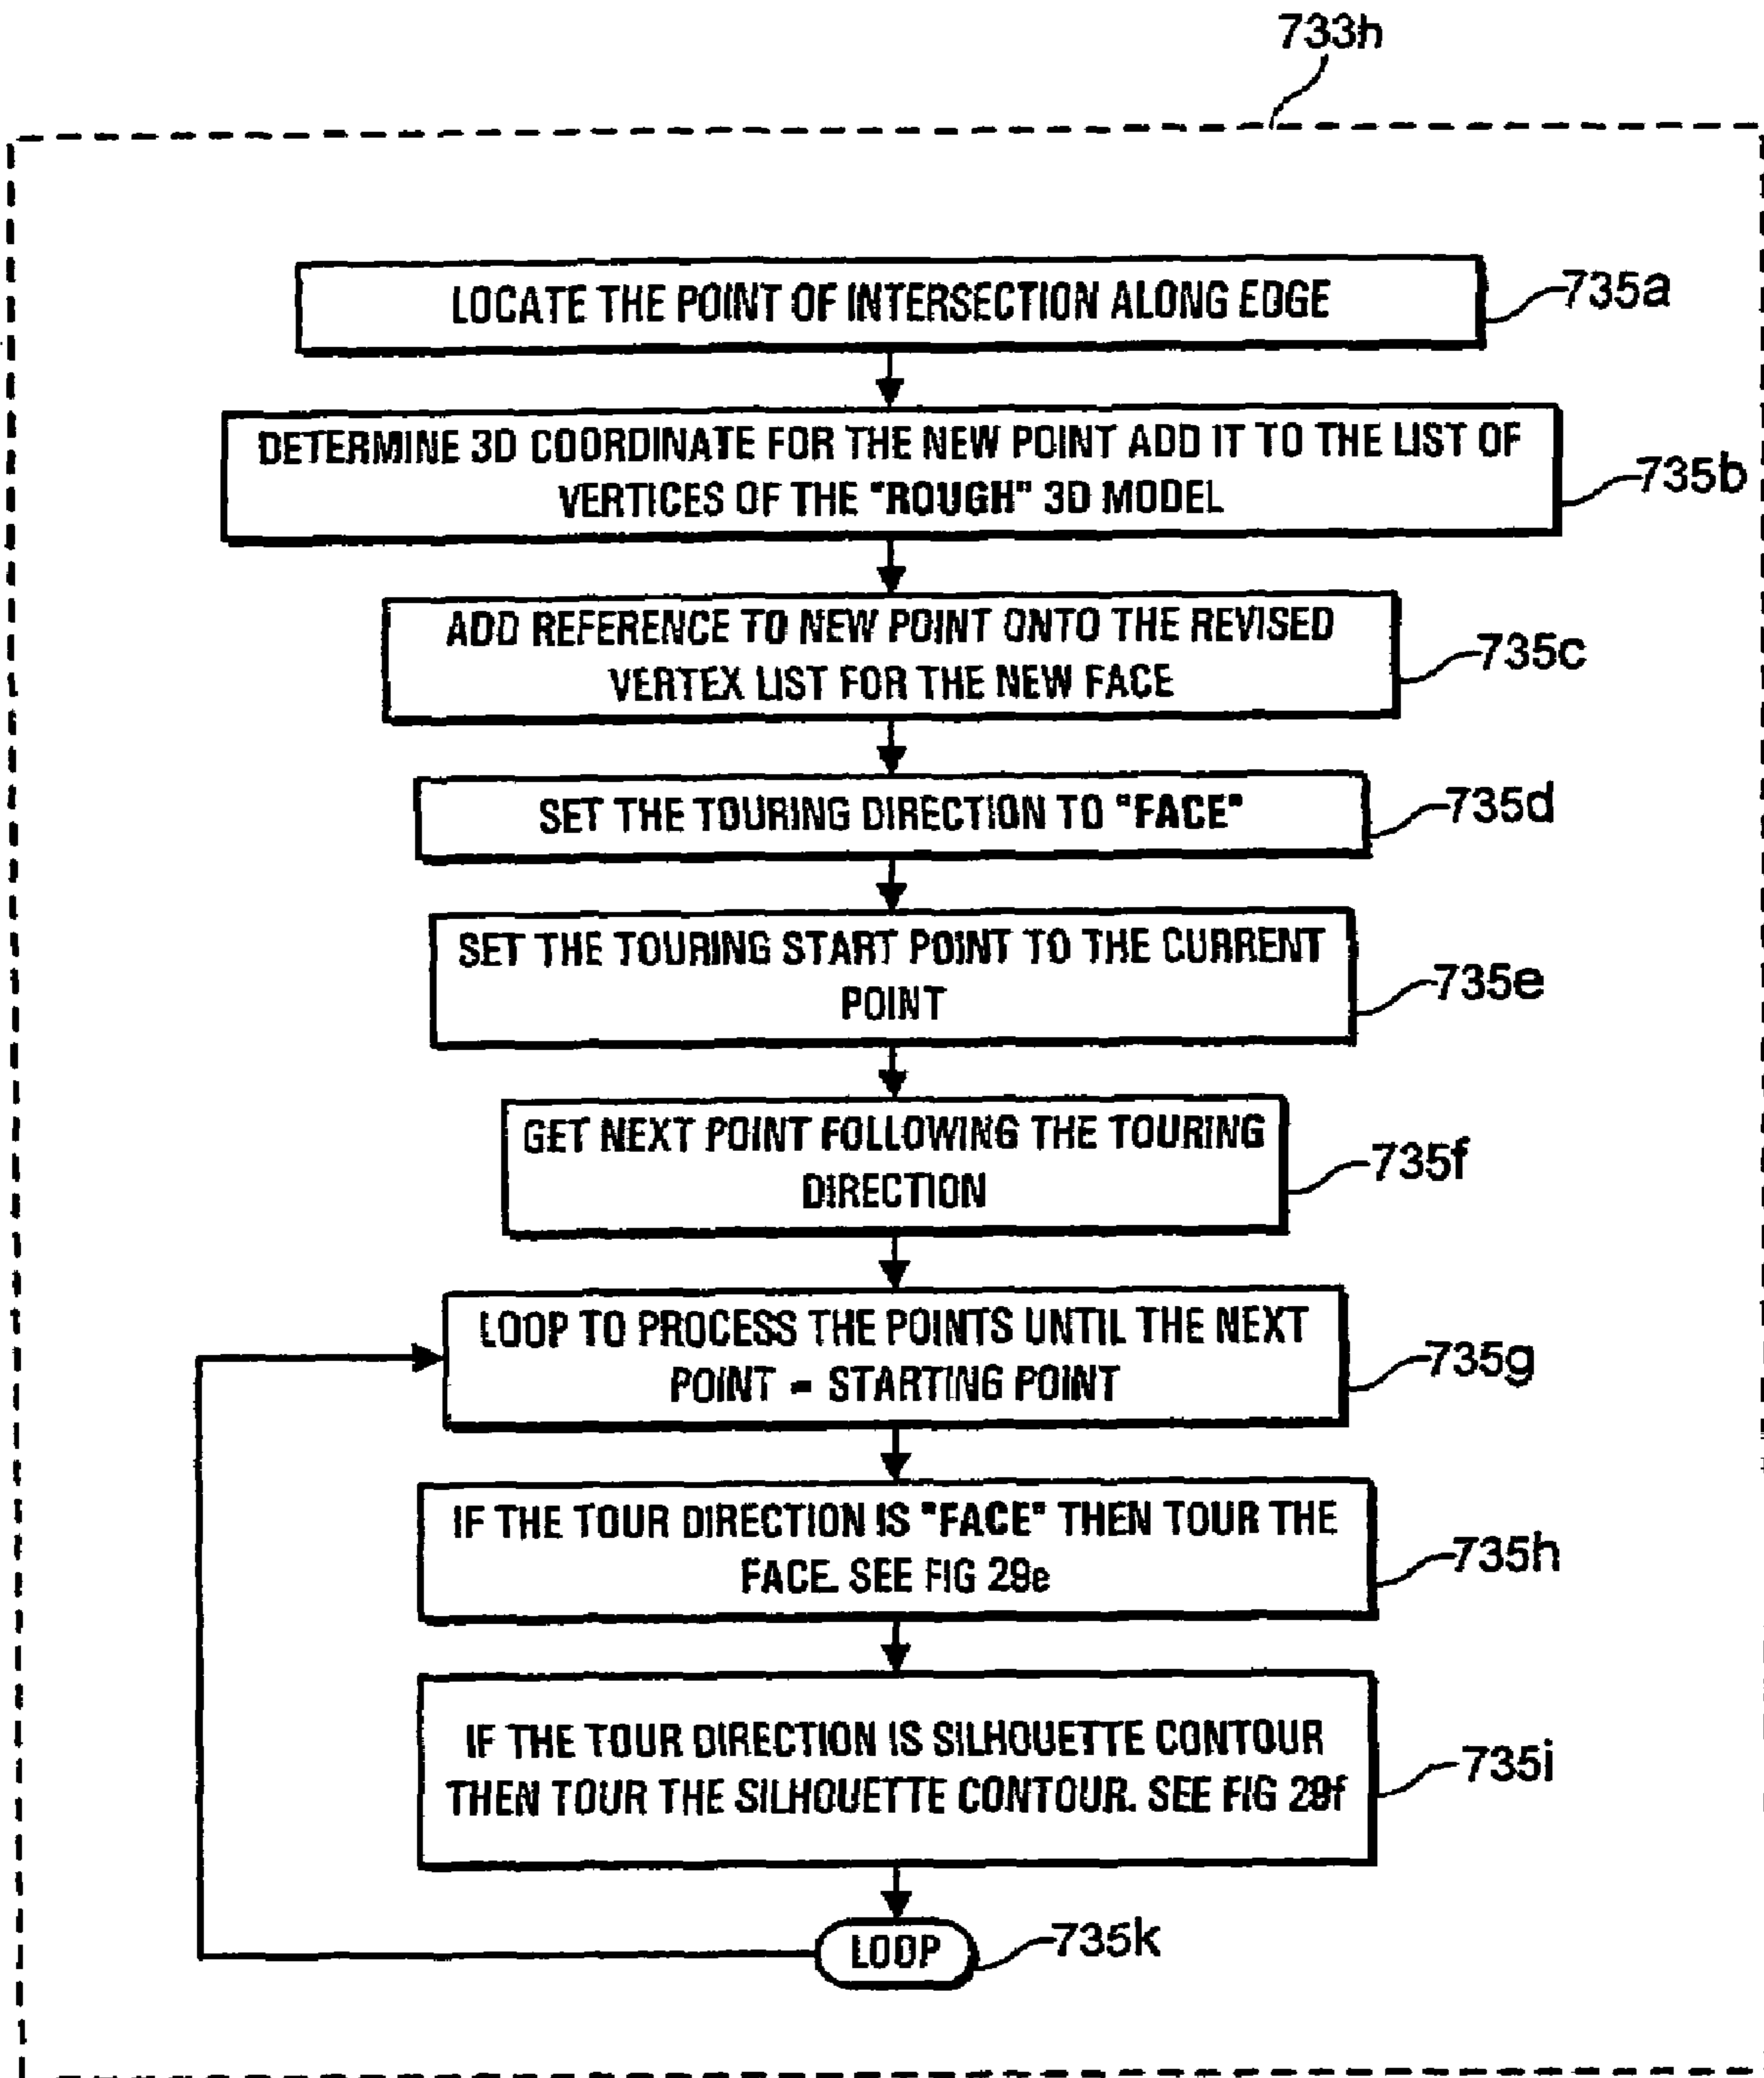 733h
LOCATE THE POINT OF INTERSECTION ALONG EDGE
735a
DETERMINE 3D COORDINATE FOR THE NEW POINT ADD IT TO THE LIST OF
VERTICES OF THE "ROUGH" 3D MODEL
735b
ADD REFERENCE TO NEW POINT ONTO THE REVISED
VERTEX LIST FOR THE NEW FACE
735c
SET THE TOURING DIRECTION TO "FACE"
735d
SET THE TOURING START POINT TO THE CURRENT
POINT
735e
GET NEXT POINT FOLLOWING THE TOURING
DIRECTION
735f
LOOP TO PROCESS THE POINTS UNTIL THE NEXT
POINT = STARTING POINT
735g
IF THE TOUR DIRECTION IS "FACE" THEN TOUR THE
FACE. SEE FIG 29e
735h
IF THE TOUR DIRECTION IS SILHOUETTE CONTOUR
THEN TOUR THE SILHOUETTE CONTOUR. SEE FIG 29f
735i
LOOP
735k